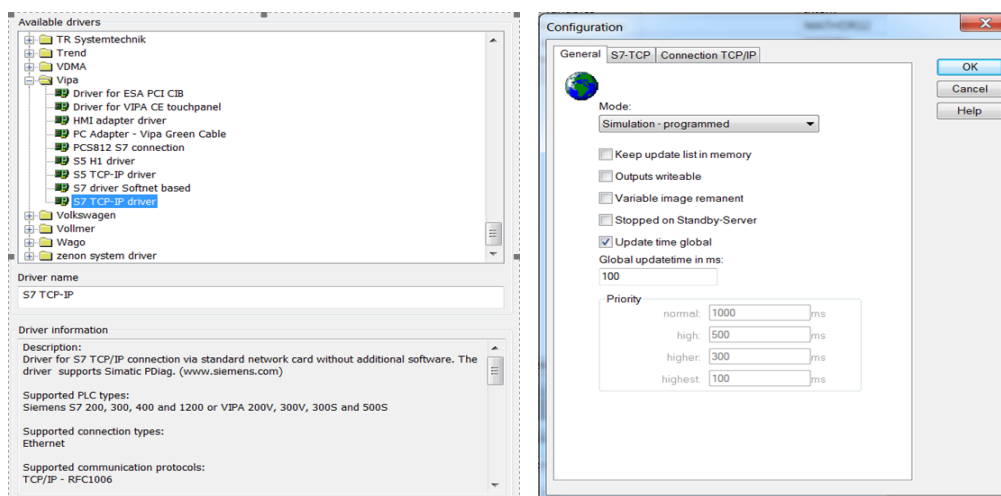 Available drivers
TR Systemtechnik
Trend
VDMA
Vipa
Driver for ESA PCI CIB
Driver for VIPA CE touchpanel
HMI adapter driver
PC Adapter - Vipa Green Cable
PCS812 S7 connection
S5 H1 driver
S5 TCP-IP driver
S7 driver Softnet based
S7 TCP-IP driver
Volkswagen
Vollmer
Wago
zenon system driver
Driver name
S7 TCP-IP
Driver information
Description:
Driver for S7 TCP/IP connection via standard network card without additional software. The
driver supports Simatic PDiag. (www.siemens.com)
Supported PLC types:
Siemens S7 200, 300, 400 and 1200 or VIPA 200V, 300V, 300S and 500S
Supported connection types:
Ethernet
Supported communication protocols:
TCP/IP - RFC1006
Configuration
General S7-TCP Connection TCP/IP
OK
Cancel
Help
Mode:
Simulation - programmed
Keep update list in memory
Outputs writeable
Variable image remanent
Stopped on Standby-Server
Update time global
Global updatetime in ms:
100
Priority
normal: 1000 ms
high: 500 ms
higher: 300 ms
highest: 100 ms